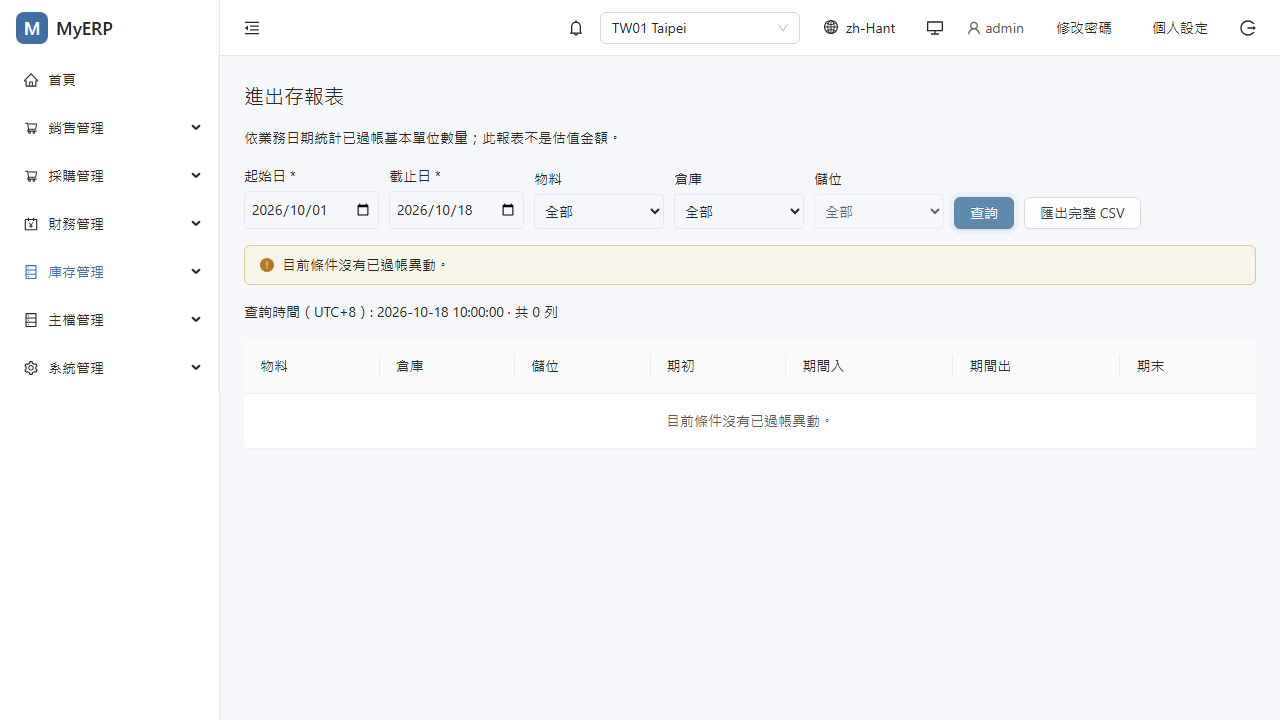 M MyERP
TW01 Taipei
zh-Hant
admin
修改密碼
個人設定
首頁
銷售管理
採購管理
財務管理
庫存管理
主檔管理
系統管理
進出存報表
依業務日期統計已過帳基本單位數量；此報表不是估值金額。
起始日 *
截止日 *
物料
倉庫
儲位
2026/10/01
2026/10/18
全部
全部
全部
查詢
匯出完整 CSV
目前條件沒有已過帳異動。
查詢時間（UTC+8）: 2026-10-18 10:00:00 · 共 0 列
物料 倉庫 儲位 期初 期間入 期間出 期末
目前條件沒有已過帳異動。